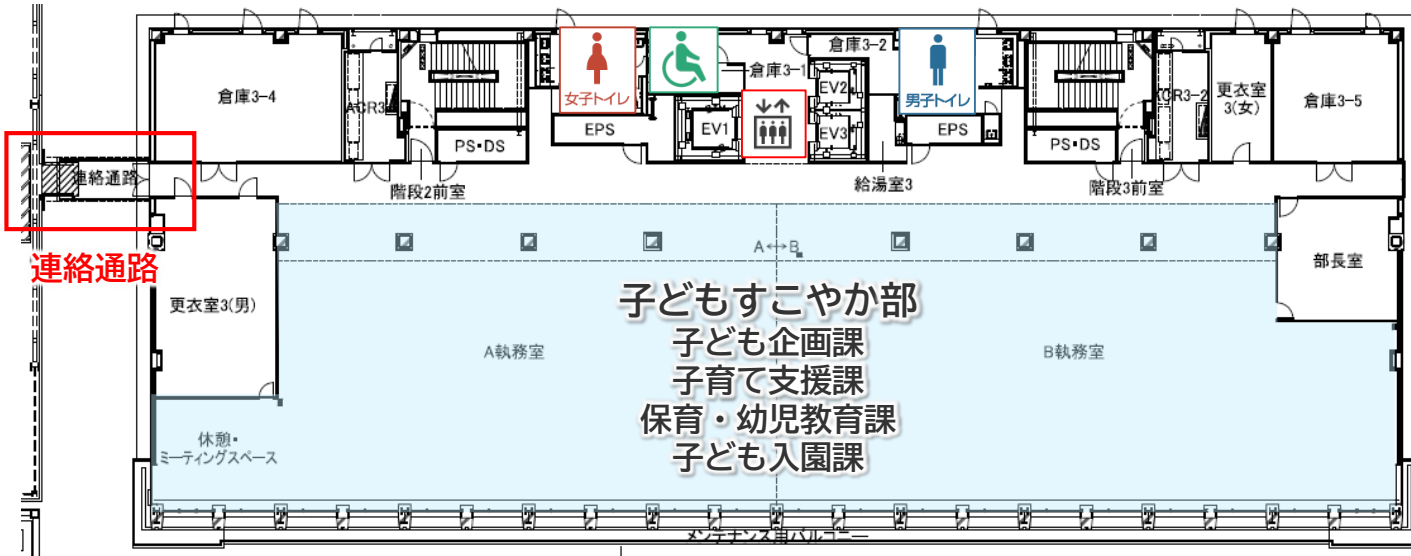 女子トイレ
倉庫3-2
男子トイレ
倉庫3-4
倉庫3-1
EV2
更衣室
3(女)
倉庫3-5
EPS
EV1
EV3
EPS
PS・DS
PS・DS
連絡通路
階段2前室
給湯室3
階段3前室
連絡通路
A↔B
部長室
更衣室3(男)
子どもすこやか部
子ども企画課
子育て支援課
保育・幼児教育課
子ども入園課
A執務室
B執務室
休憩・
ミーティングスペース
メンテナンス用バルコニー